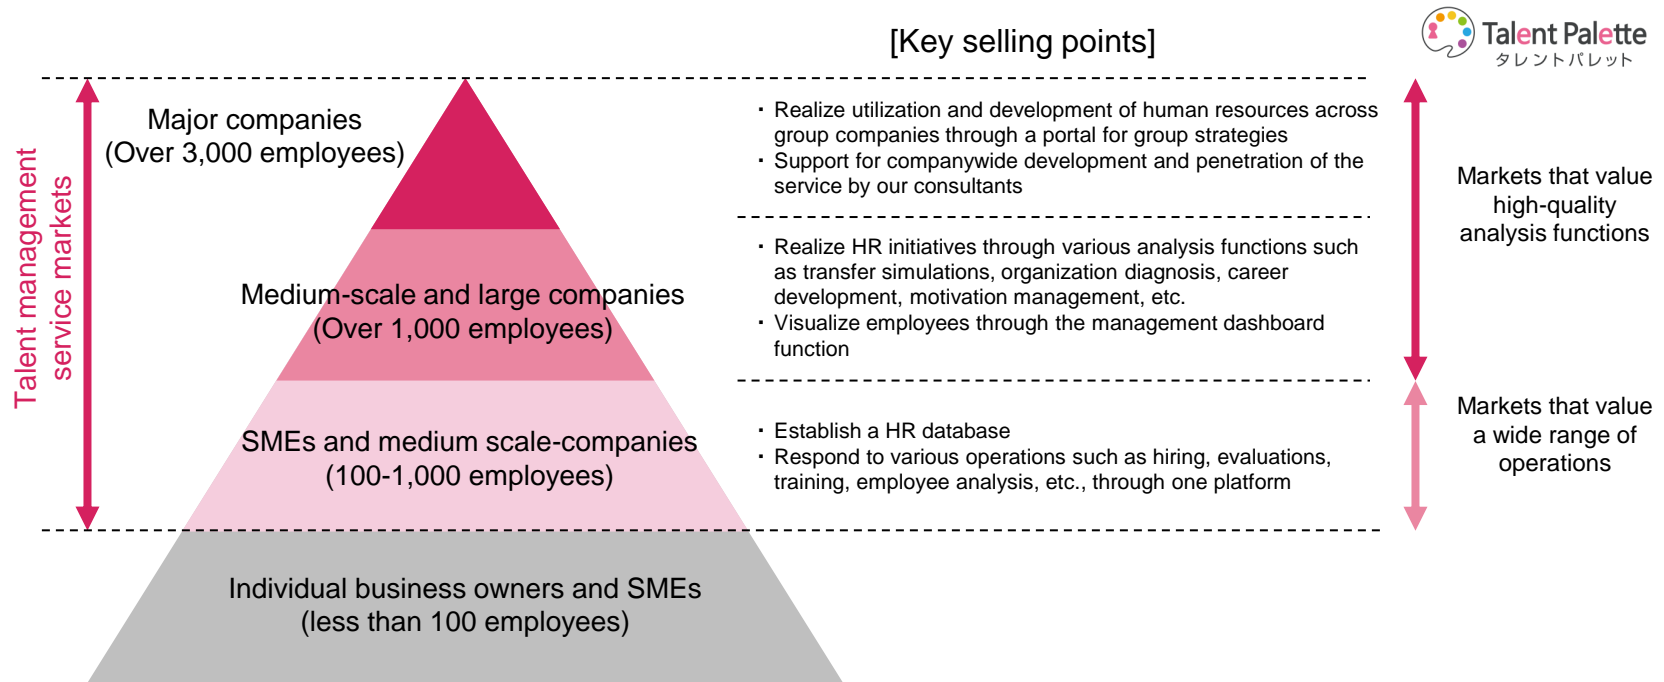 [Key selling points]
Talent Palette
タレントパレット
Talent management
service markets
Major companies
(Over 3,000 employees)
・Realize utilization and development of human resources across
group companies through a portal for group strategies
・Support for companywide development and penetration of the
service by our consultants
Markets that value
high-quality
analysis functions
Medium-scale and large companies
(Over 1,000 employees)
・Realize HR initiatives through various analysis functions such
as transfer simulations, organization diagnosis, career
development, motivation management, etc.
・Visualize employees through the management dashboard
function
SMEs and medium scale-companies
(100-1,000 employees)
・Establish a HR database
・Respond to various operations such as hiring, evaluations,
training, employee analysis, etc., through one platform
Markets that value
a wide range of
operations
Individual business owners and SMEs
(less than 100 employees)